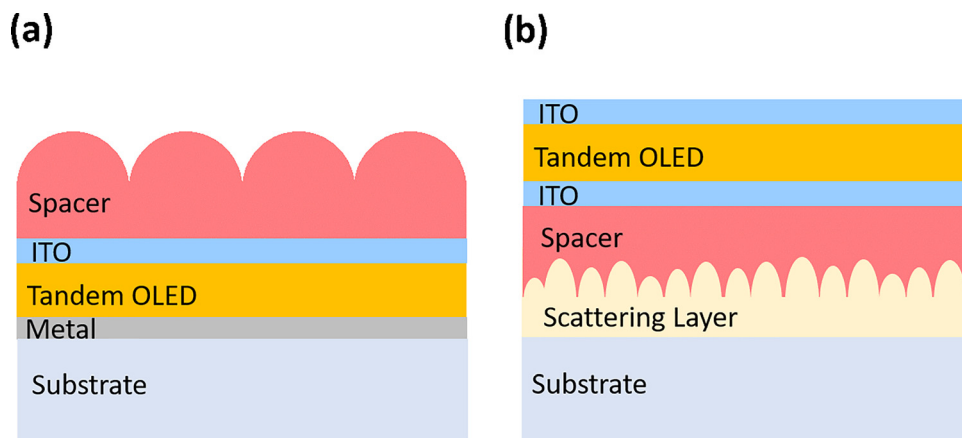 (a)
Spacer
ITO
Tandem OLED
Metal
Substrate
(b)
ITO
Tandem OLED
ITO
Spacer
Scattering Layer
Substrate